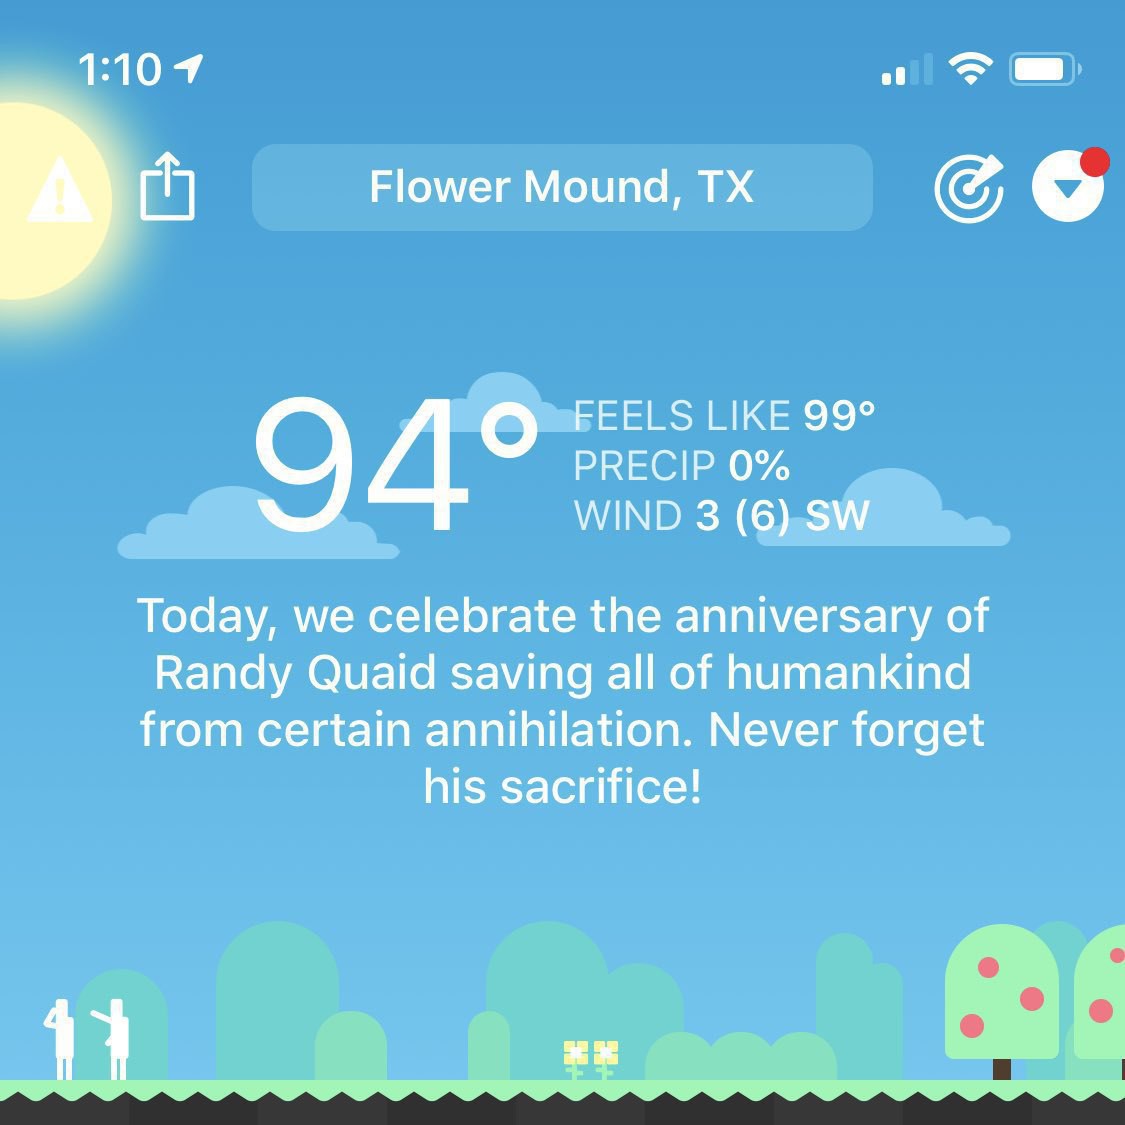 1:10
Flower Mound, TX
94°
FEELS LIKE 99°
PRECIP 0%
WIND 3 (6) SW
Today, we celebrate the anniversary of
Randy Quaid saving all of humankind
from certain annihilation. Never forget
his sacrifice!